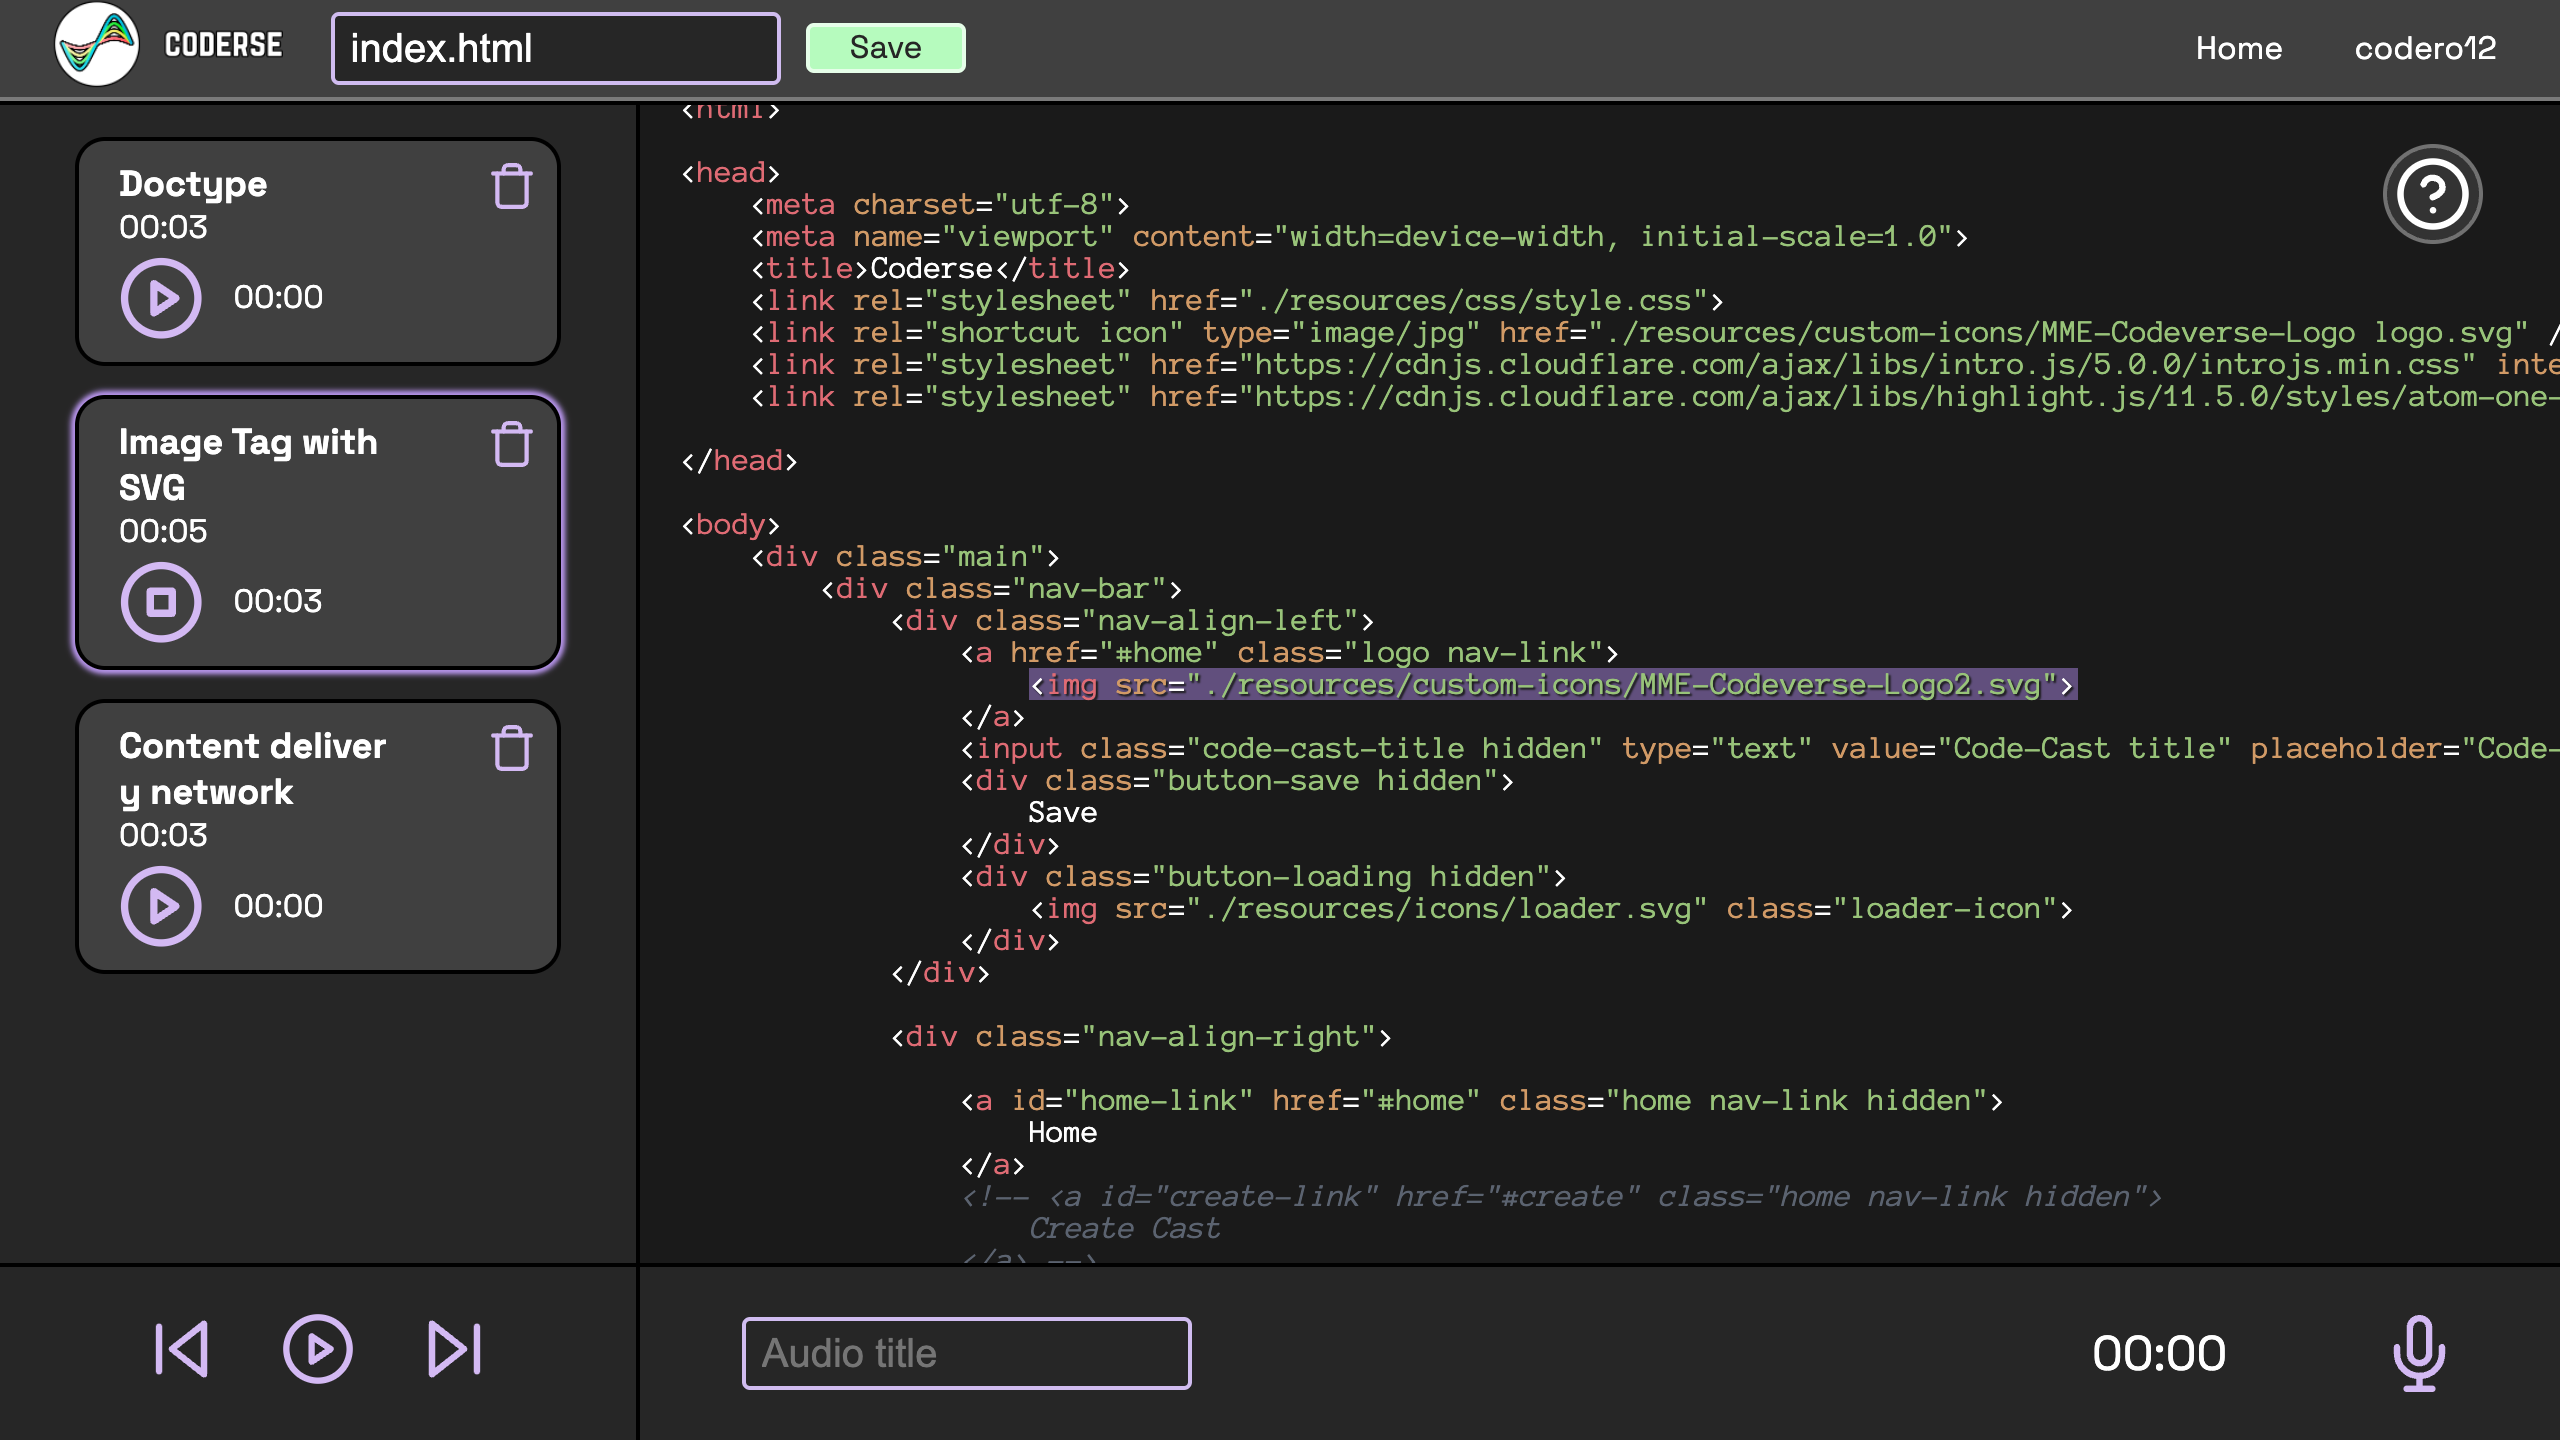 CODERSE
index.html
Save
Home
codero12
Doctype
00:03
00:00
Image Tag with
SVG
00:05
00:03
Content deliver
y network
00:03
00:00
<html>
<head>
<meta charset="utf-8">
<meta name="viewport" content="width=device-width, initial-scale=1.0">
<title>Coderse</title>
<link rel="stylesheet" href="./resources/css/style.css">
<link rel="shortcut icon" type="image/jpg" href="./resources/custom-icons/MME-Codeverse-Logo logo.svg" /
<link rel="stylesheet" href="https://cdnjs.cloudflare.com/ajax/libs/intro.js/5.0.0/introjs.min.css" inte
<link rel="stylesheet" href="https://cdnjs.cloudflare.com/ajax/libs/highlight.js/11.5.0/styles/atom-one-
</head>
<body>
<div class="main">
<div class="nav-bar">
<div class="nav-align-left">
<a href="#home" class="logo nav-link">
<img src="./resources/custom-icons/MME-Codeverse-Logo2.svg">
</a>
<input class="code-cast-title hidden" type="text" value="Code-Cast title" placeholder="Code-
<div class="button-save hidden">
Save
</div>
<div class="button-loading hidden">
<img src="./resources/icons/loader.svg" class="loader-icon">
</div>
</div>
<div class="nav-align-right">
<a id="home-link" href="#home" class="home nav-link hidden">
Home
</a>
<!-- <a id="create-link" href="#create" class="home nav-link hidden">
Create Cast
</a> -->
Audio title
00:00